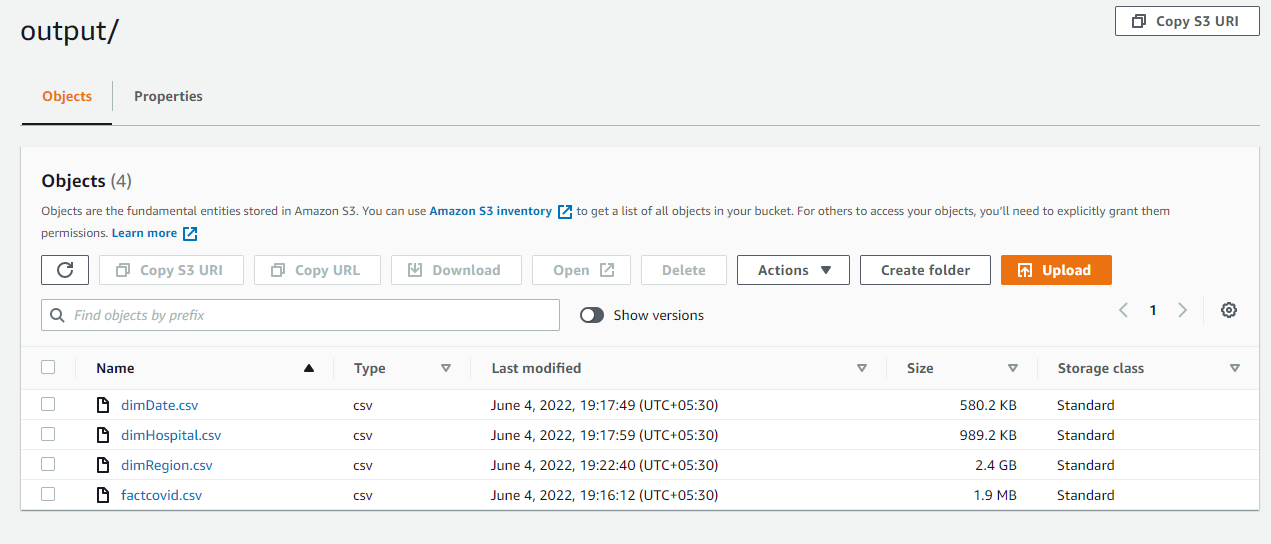 output/
Copy S3 URI
Objects
Properties
Objects (4)
Objects are the fundamental entities stored in Amazon S3. You can use Amazon S3 inventory to get a list of all objects in your bucket. For others to access your objects, you'll need to explicitly grant them
permissions. Learn more
Copy S3 URI Copy URL Download Open Delete Actions Create folder Upload
Find objects by prefix Show versions 1
Name Type Last modified Size Storage class
dimDate.csv csv June 4, 2022, 19:17:49 (UTC+05:30) 580.2 KB Standard
dimHospital.csv csv June 4, 2022, 19:17:59 (UTC+05:30) 989.2 KB Standard
dimRegion.csv csv June 4, 2022, 19:22:40 (UTC+05:30) 2.4 GB Standard
factcovid.csv csv June 4, 2022, 19:16:12 (UTC+05:30) 1.9 MB Standard